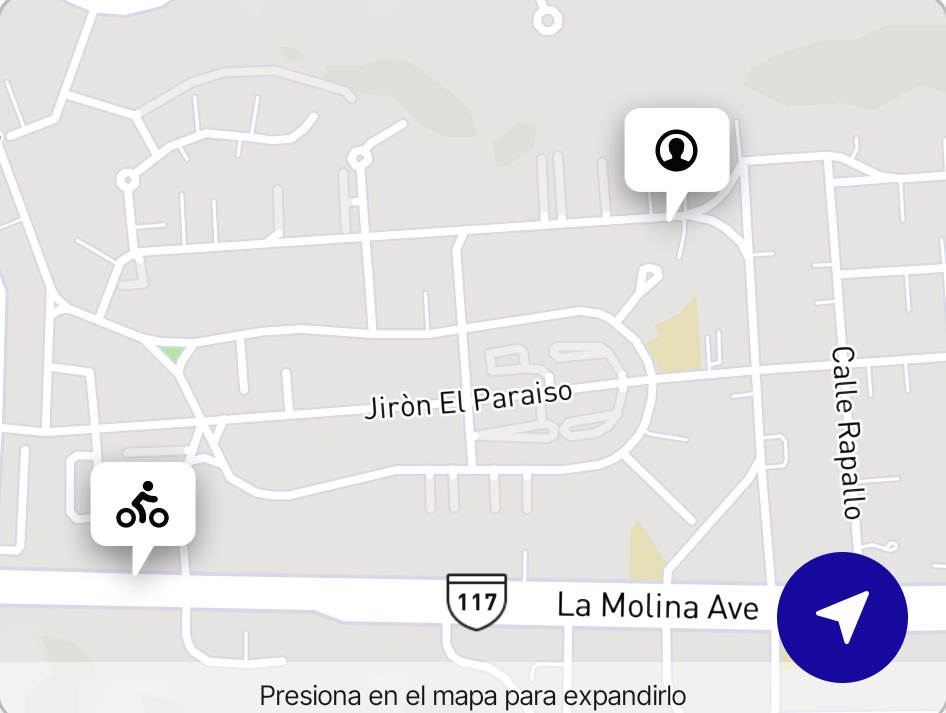 Jiròn El Paraiso
Calle Rapallo
117
La Molina Ave
Presiona en el mapa para expandirlo